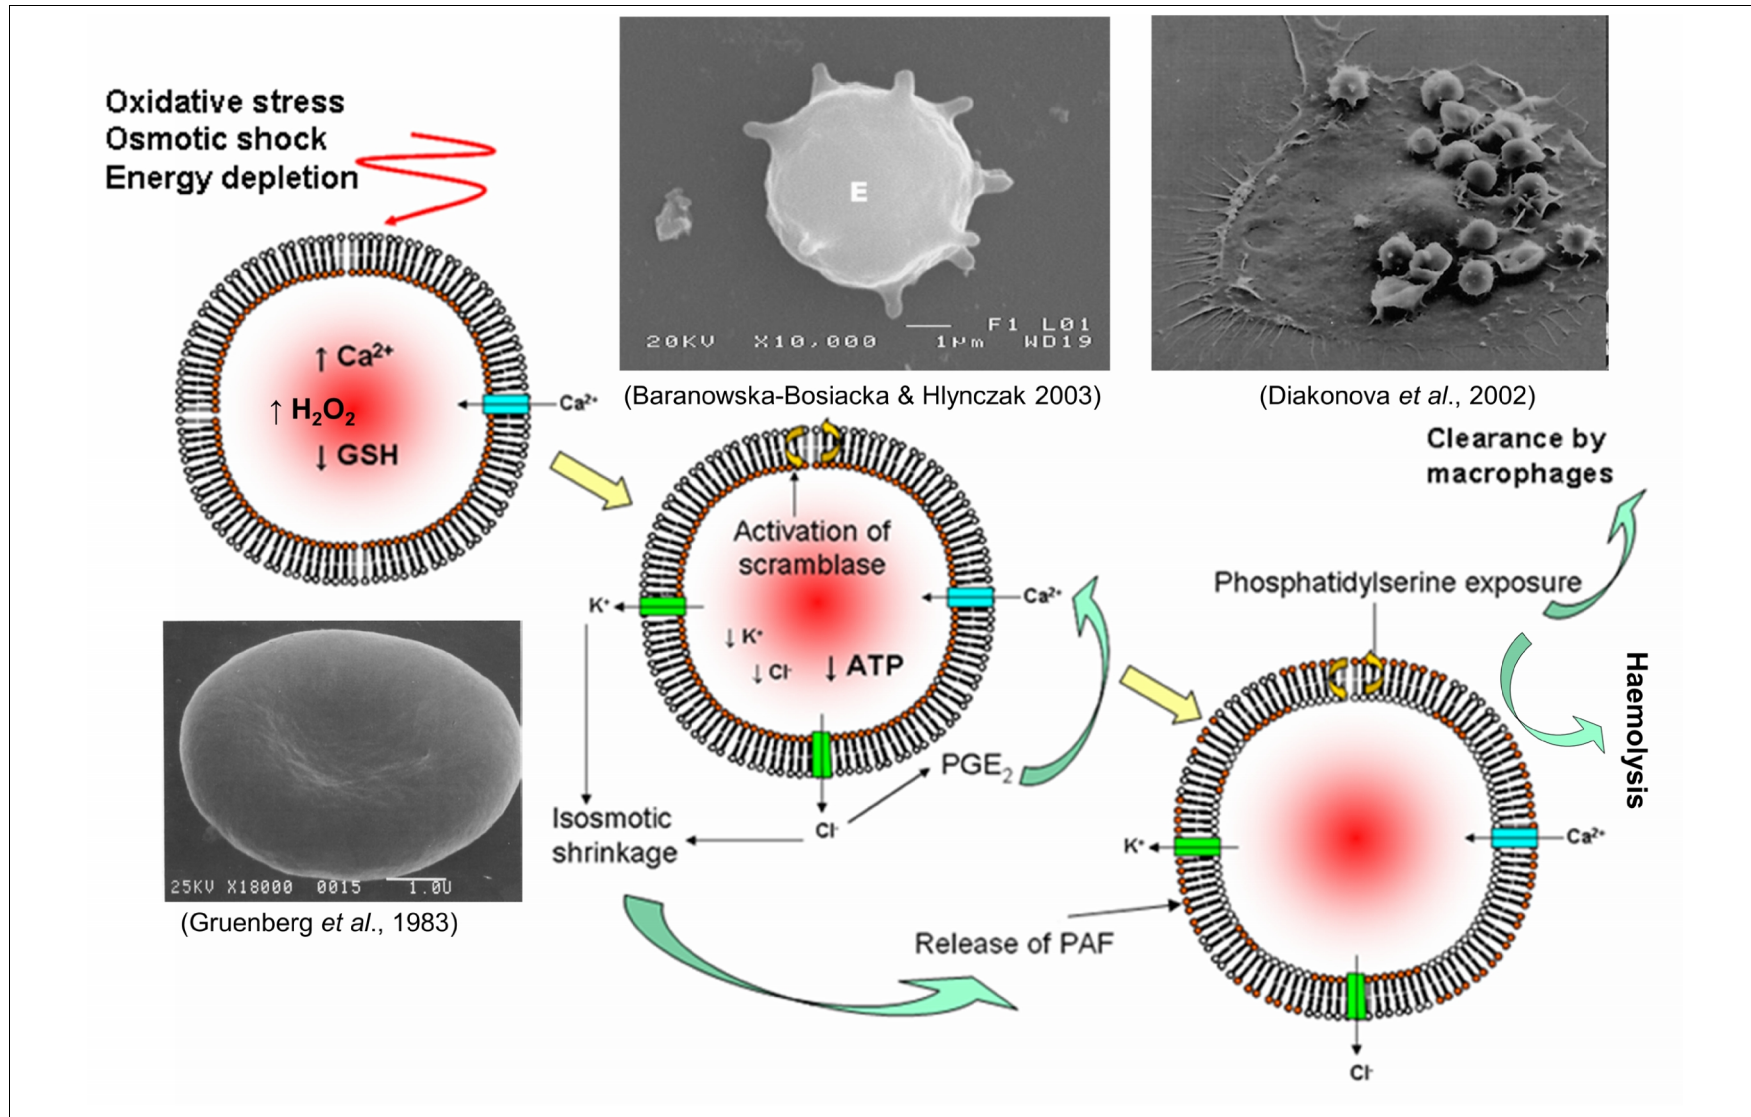 Oxidative stress
Osmotic shock
Energy depletion
↑ Ca²⁺
↑ H₂O₂
↓ GSH
Ca²⁺
E
20KV X10,000 1µm F1 L01 WD19
(Baranowska-Bosiacka & Hlynczak 2003)
(Diakonova et al., 2002)
Clearance by
macrophages
Activation of
scramblase
K⁺
Ca²⁺
↓ K⁺
↓ Cl⁻
↓ ATP
Cl⁻
PGE₂
Isosmotic
shrinkage
25KV X18000 0015 1.0U
(Gruenberg et al., 1983)
Phosphatidylserine exposure
Haemolysis
K⁺
Ca²⁺
Release of PAF
Cl⁻